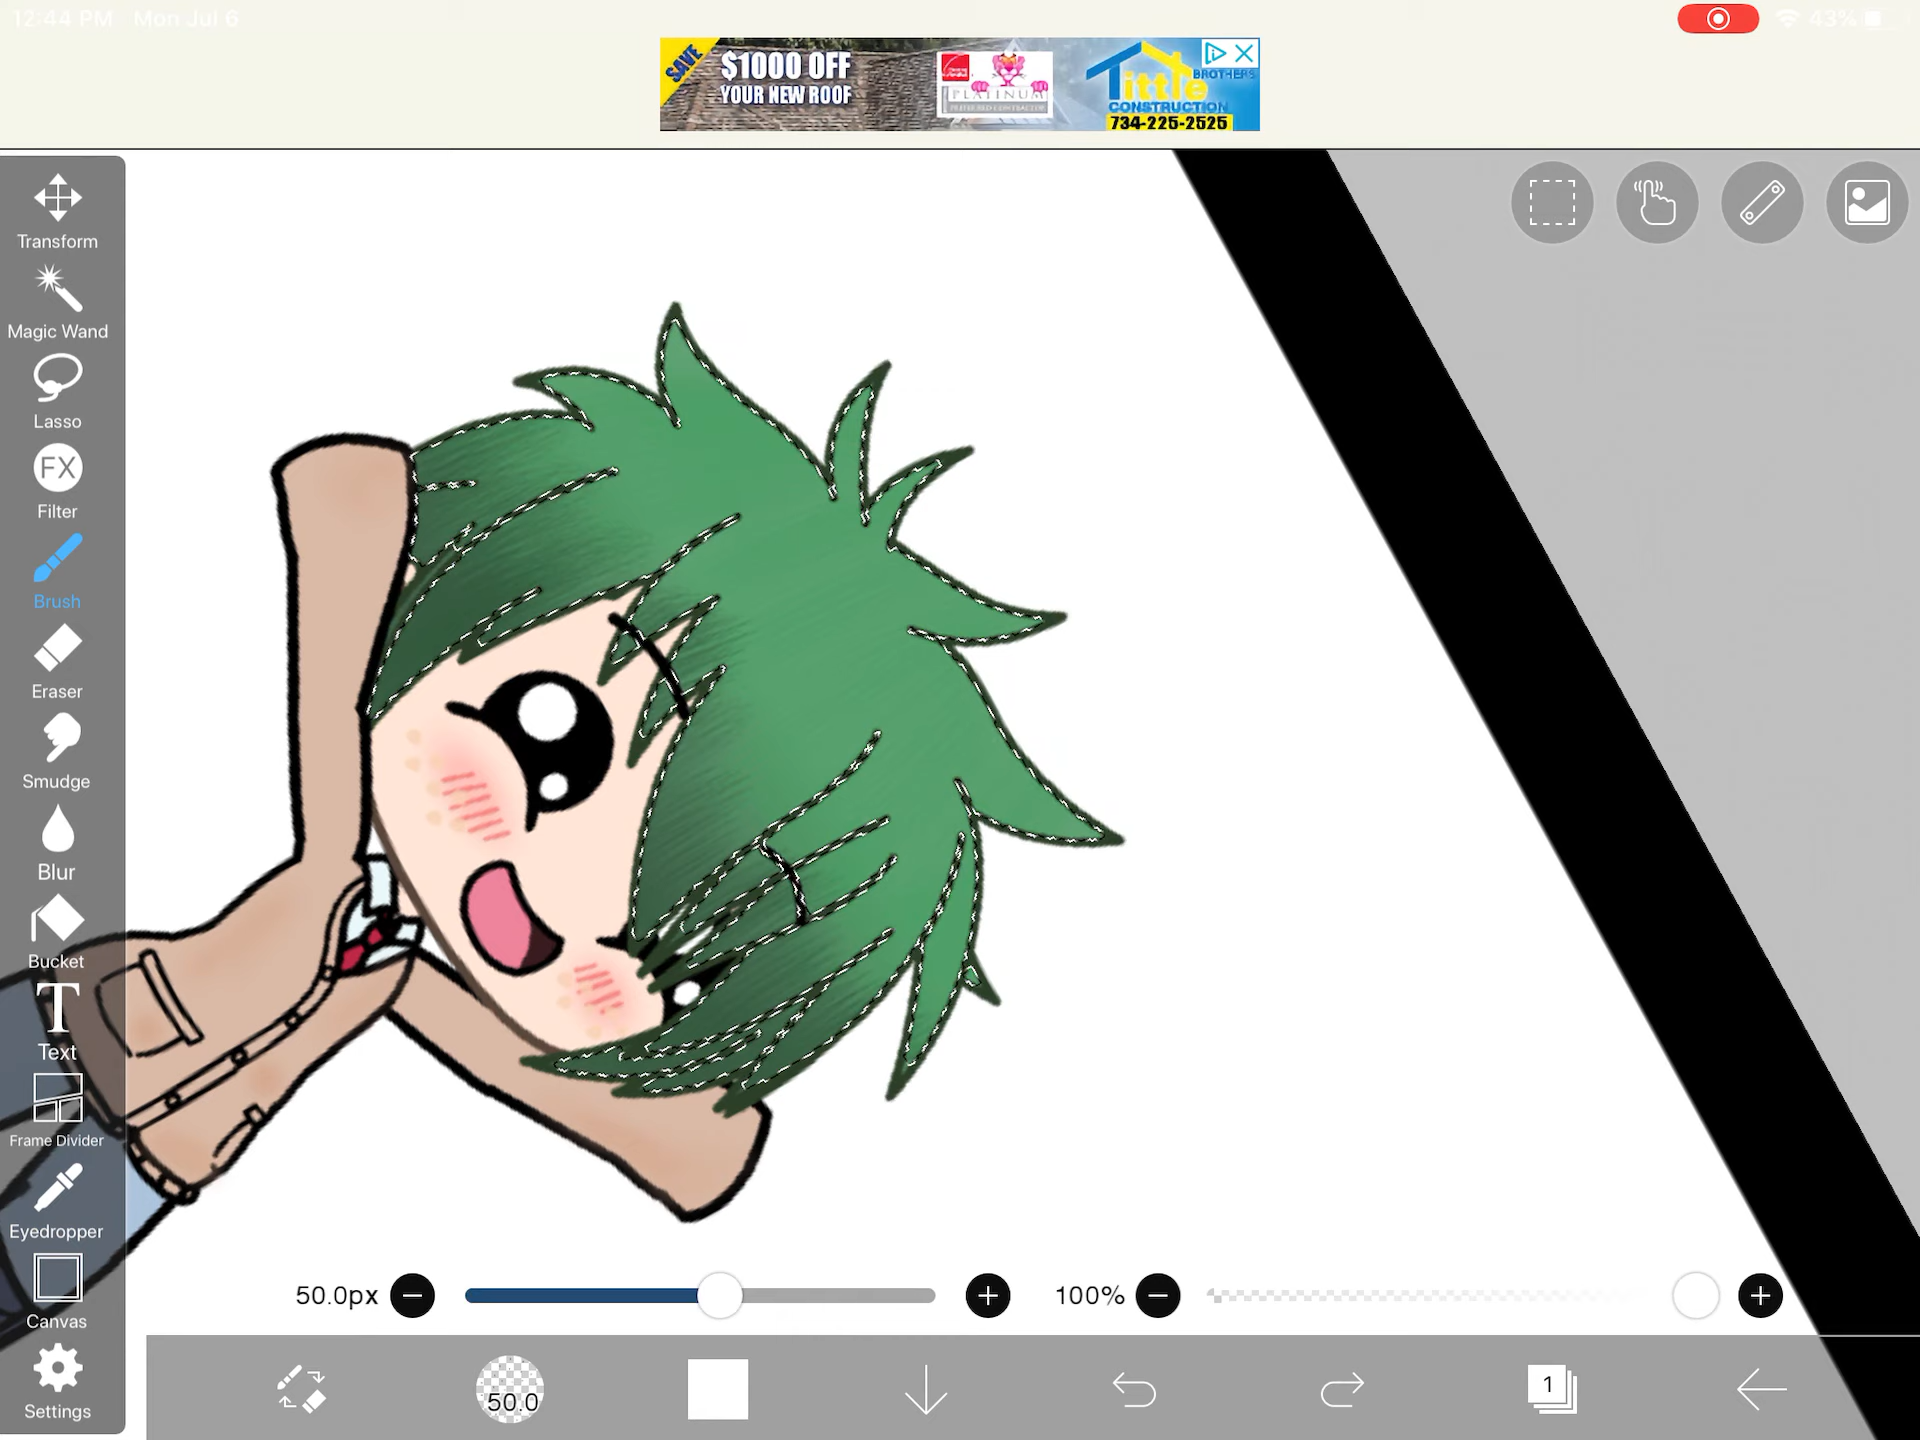 12:44 PM Mon Jul 6
43%
SAVE
$1000 OFF
YOUR NEW ROOF
PLATINUM
PREFERRED CONTRACTOR
Little
BROTHERS
CONSTRUCTION
734-225-2525
Transform
Magic Wand
Lasso
FX
Filter
Brush
Eraser
Smudge
Blur
Bucket
T
Text
Frame Divider
Eyedropper
Canvas
Settings
50.0px
100%
50.0
1